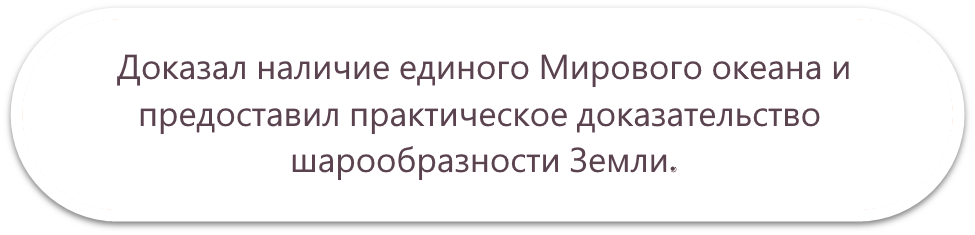 Доказал наличие единого Мирового океана и
предоставил практическое доказательство
шарообразности Земли.